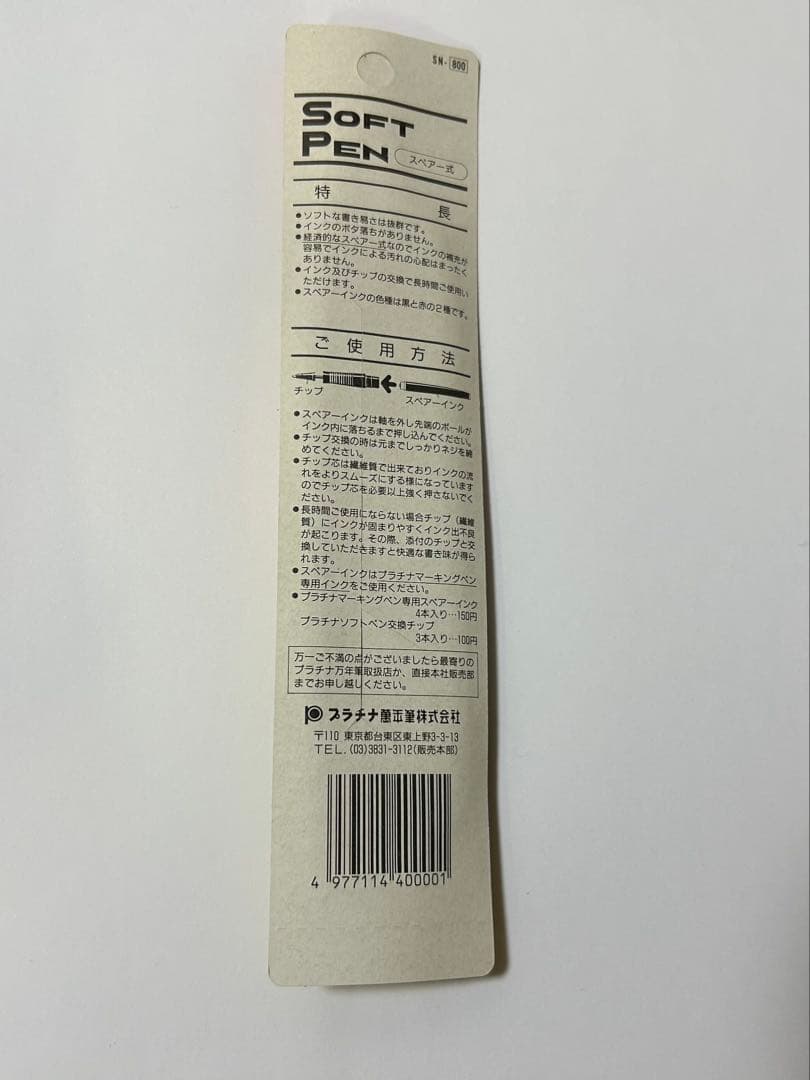 SN-800
SOFT
PEN スペアー式
特長
●ソフトな書き易さは抜群です。
●インクのボタ落ちがありません。
●経済的なスペアー式なのでインクの補充が
容易でインクによる汚れの心配はまったく
ありません。
●インク及びチップの交換で長時間ご使用い
ただけます。
●スペアーインクの色種は黒と赤の2種です。
ご使用方法
チップ
スペアーインク
●スペアーインクは軸を外し先端のボールが
インク内に落ちるまで押し込んでください。
●チップ交換の時は元までしっかりネジを締
めてください。
●チップ芯は繊維質で出来ておりインクの流
れをよりスムーズにする様になっています
のでチップ芯を必要以上強く押さないでく
ださい。
●長時間ご使用にならない場合チップ(繊維
質)にインクが固まりやすくインク出不良
が起こります。その際、添付のチップと交
換していただきますと快適な書き味が得ら
れます。
●スペアーインクはプラチナマーキングペン
専用インクをご使用ください。
●プラチナマーキングペン専用スペアーインク
4本入り…150円
プラチナソフトペン交換チップ
3本入り…100円
万一ご不満の点がございましたら最寄りの
プラチナ万年筆取扱店か、直接本社販売部
までお申し越しください。
プラチナ萬年筆株式会社
〒110 東京都台東区東上野3-3-13
TEL.(03)3831-3112(販売本部)
4 977114 400001